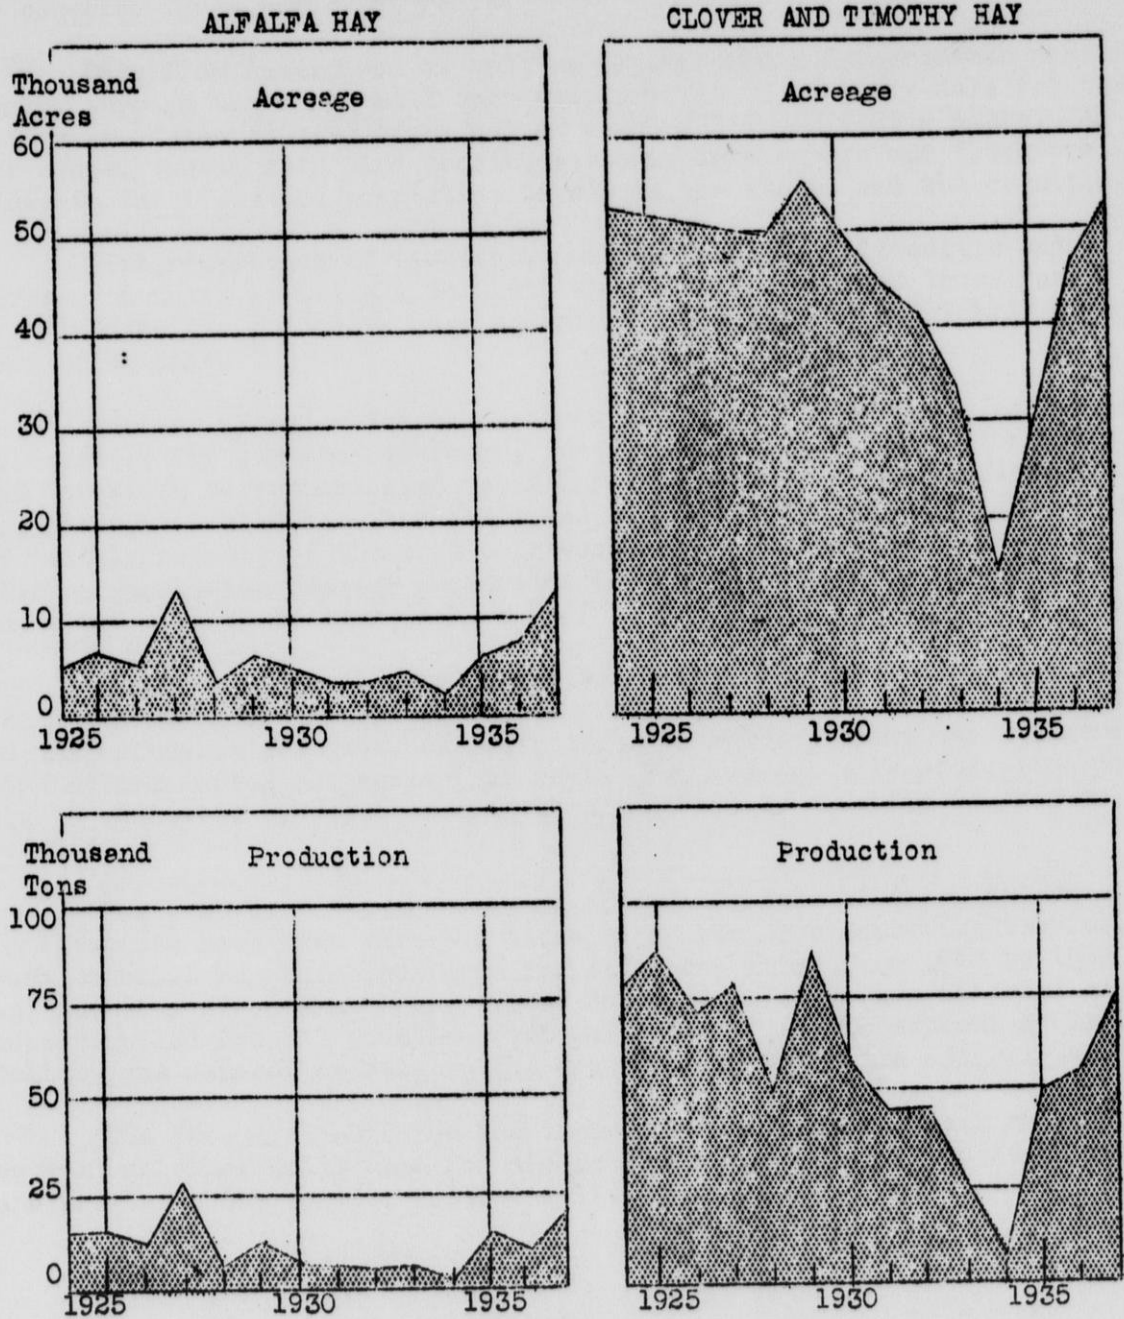 ALFALFA HAY
Thousand
Acres
Acreage
60
50
40
30
20
10
0
1925 1930 1935
CLOVER AND TIMOTHY HAY
Acreage
1925 1930 1935
Thousand
Tons
Production
100
75
50
25
0
1925 1930 1935
Production
1925 1930 1935